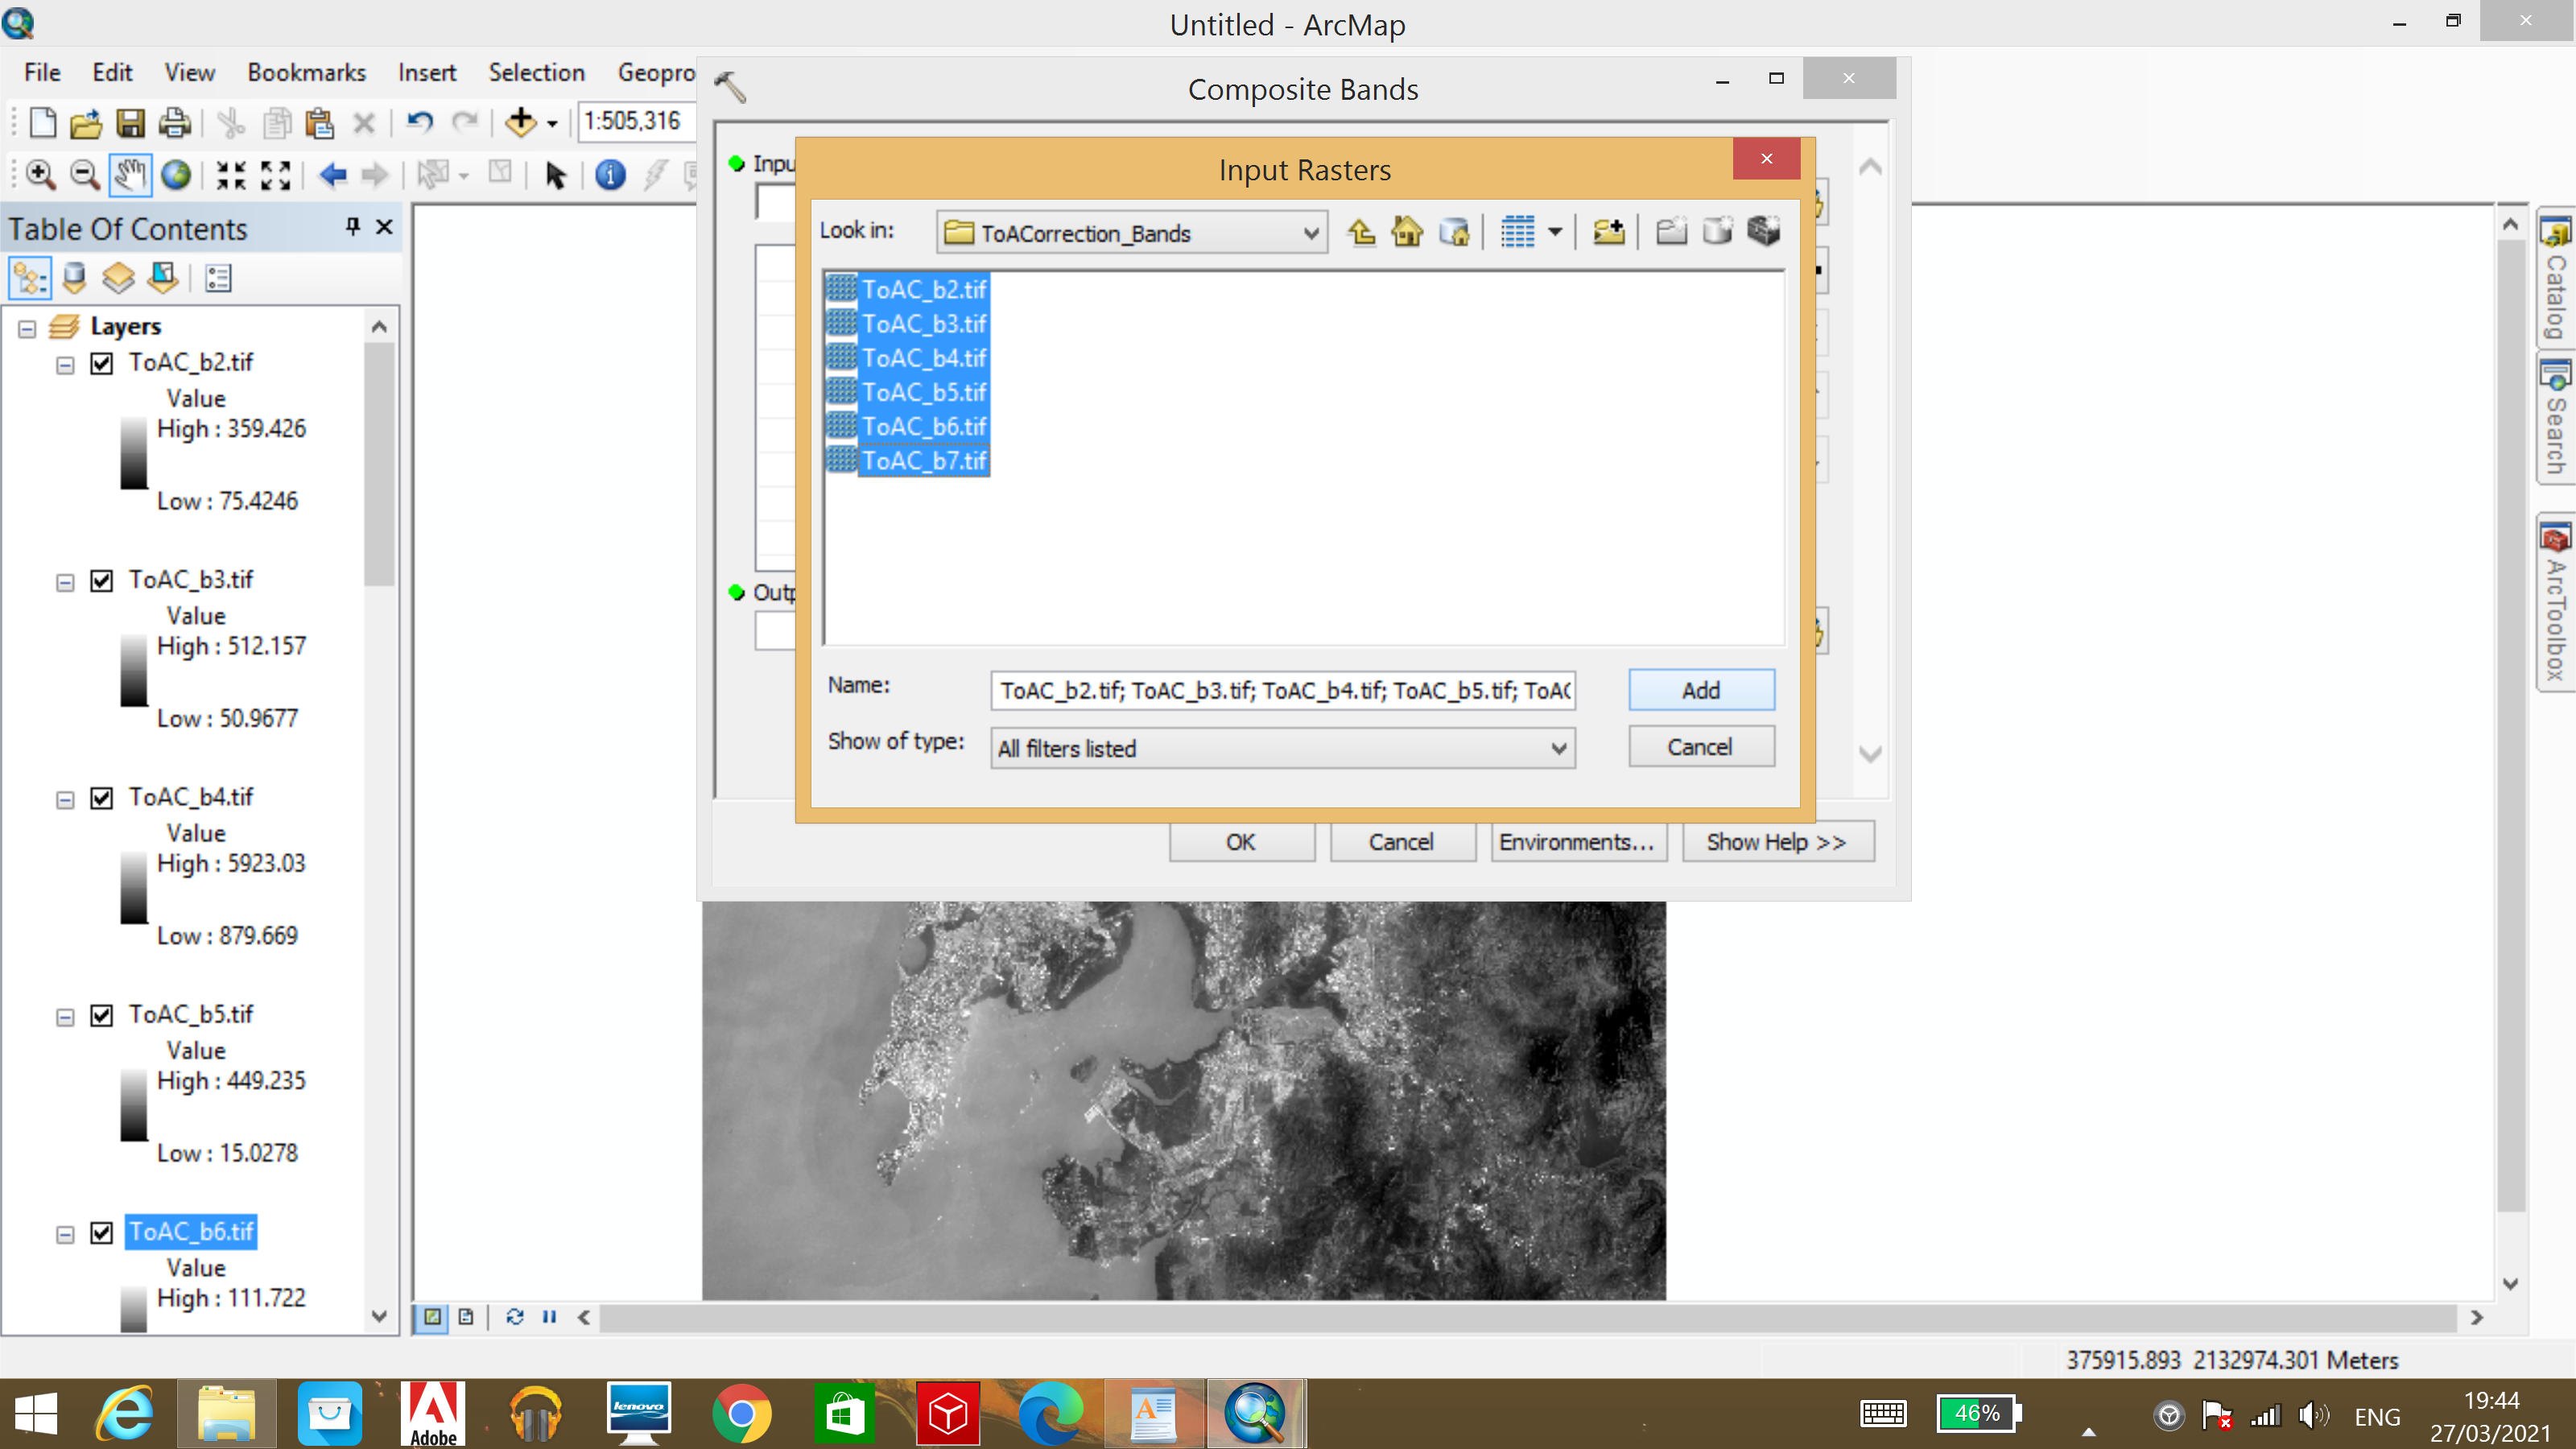 Untitled - ArcMap
File Edit View Bookmarks Insert Selection Geopro
1:505,316
Composite Bands
Inpu
Input Rasters
Look in: ToACorrection_Bands
ToAC_b2.tif
ToAC_b3.tif
ToAC_b4.tif
ToAC_b5.tif
ToAC_b6.tif
ToAC_b7.tif
Outp
Name: ToAC_b2.tif; ToAC_b3.tif; ToAC_b4.tif; ToAC_b5.tif; ToAC
Add
Show of type: All filters listed
Cancel
OK Cancel Environments... Show Help >>
Table Of Contents
Layers
ToAC_b2.tif
Value
High : 359.426
Low : 75.4246
ToAC_b3.tif
Value
High : 512.157
Low : 50.9677
ToAC_b4.tif
Value
High : 5923.03
Low : 879.669
ToAC_b5.tif
Value
High : 449.235
Low : 15.0278
ToAC_b6.tif
Value
High : 111.722
Catalog
Search
ArcToolbox
375915.893 2132974.301 Meters
Adobe
lenovo
46%
ENG
19:44
27/03/2021